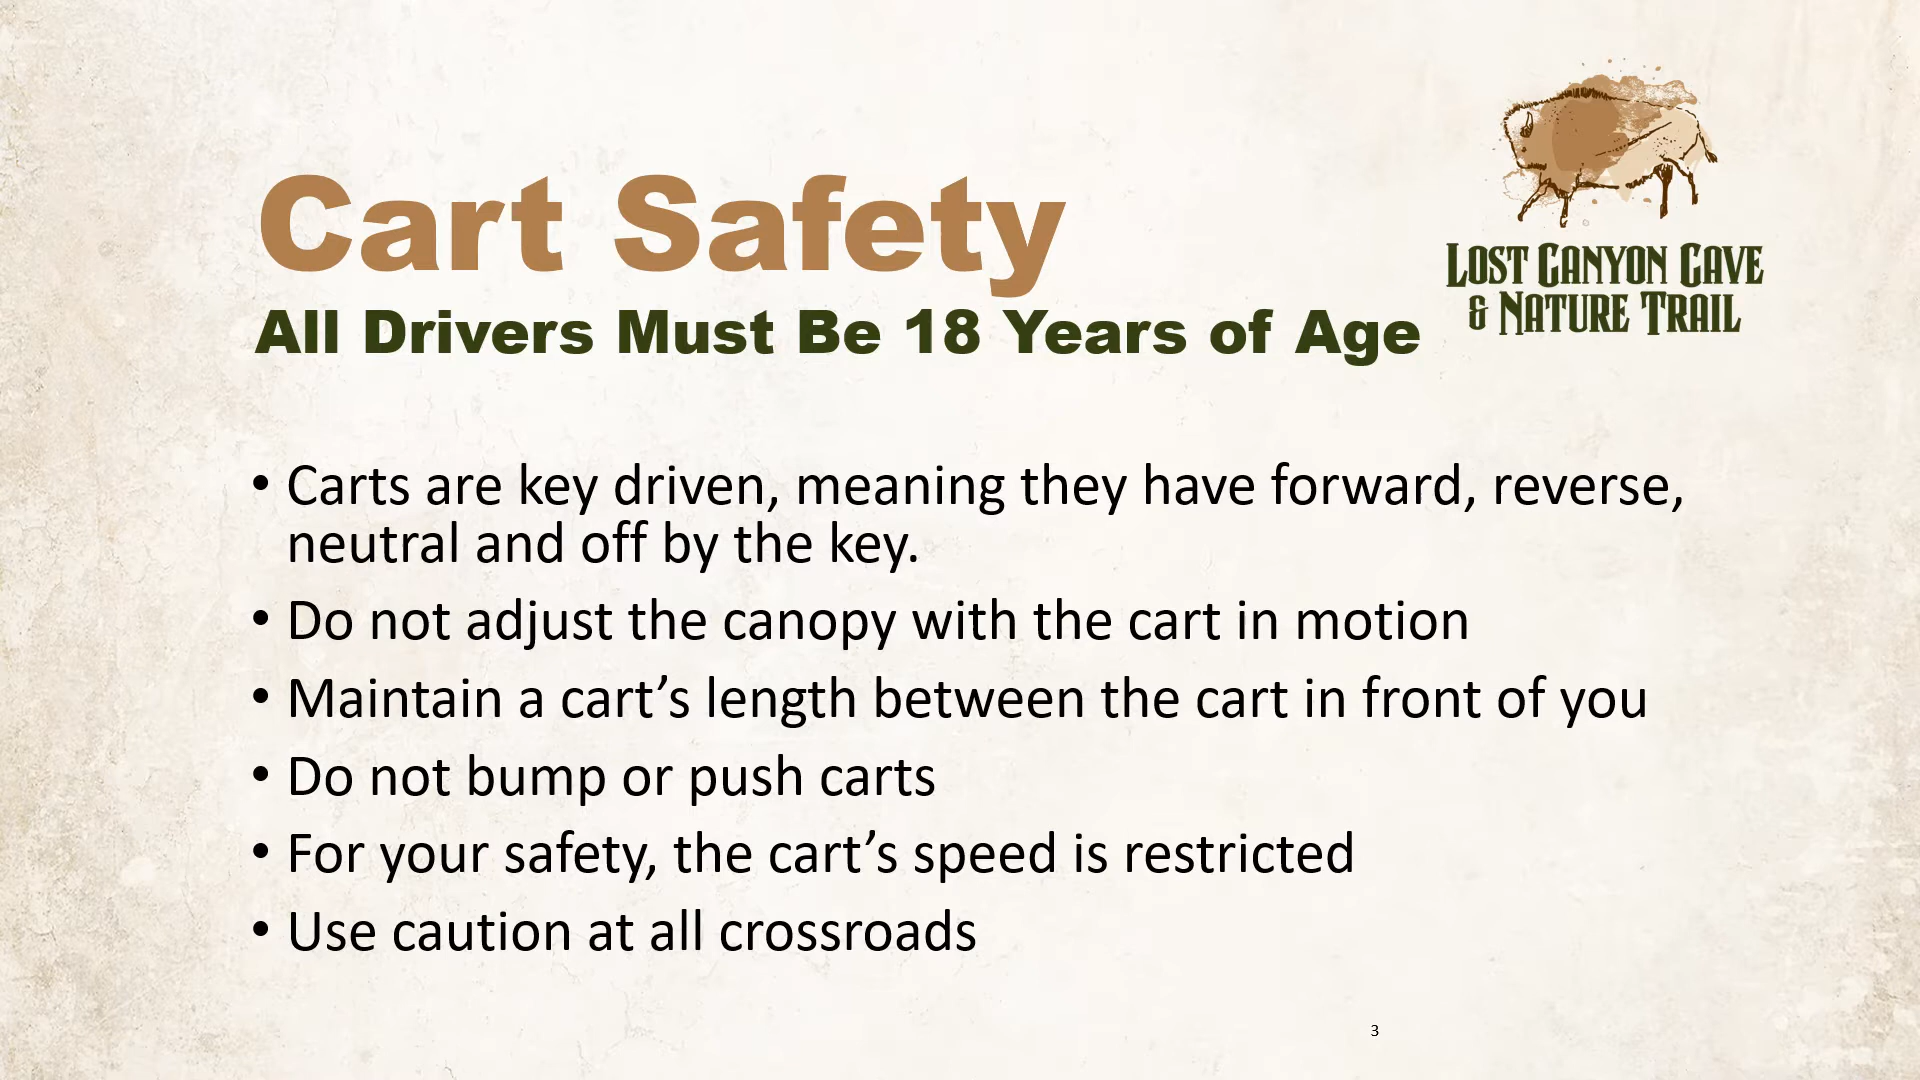 Cart Safety
All Drivers Must Be 18 Years of Age
LOST CANYON CAVE
& NATURE TRAIL
• Carts are key driven, meaning they have forward, reverse,
neutral and off by the key.
• Do not adjust the canopy with the cart in motion
• Maintain a cart’s length between the cart in front of you
• Do not bump or push carts
• For your safety, the cart’s speed is restricted
• Use caution at all crossroads
3